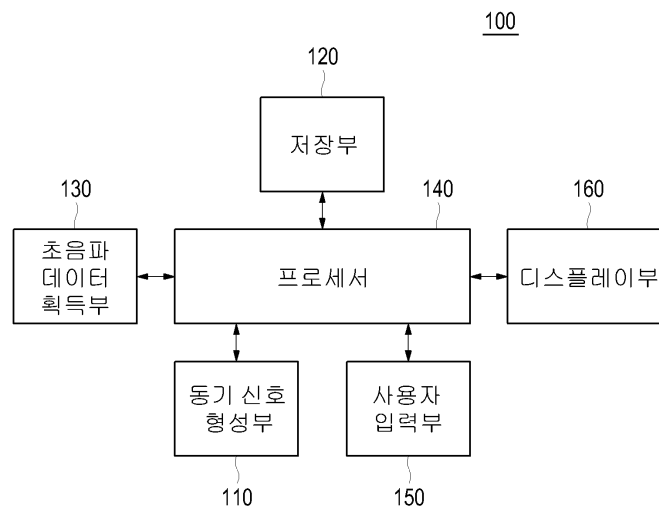 100
120
저장부
130
140
160
초음파
데이터
획득부
프로세서
디스플레이부
동기 신호
형성부
사용자
입력부
110
150